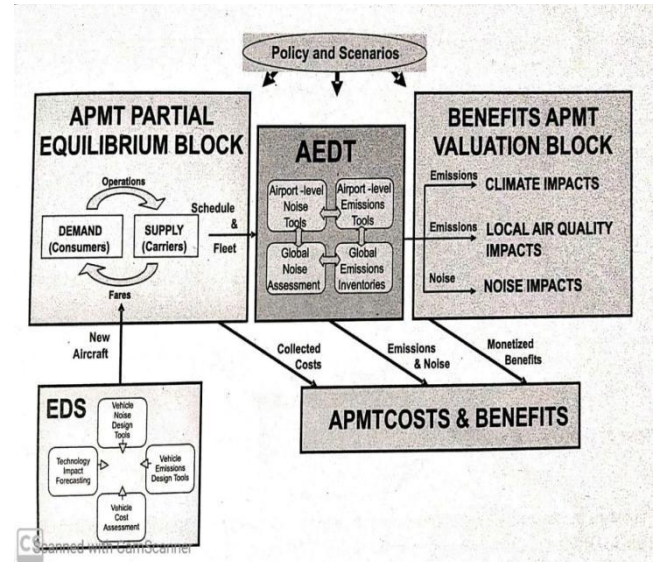 Policy and Scenarios
APMT PARTIAL
EQUILIBRIUM BLOCK
Operations
DEMAND
(Consumers)
SUPPLY
(Carriers)
Fares
Schedule
&
Fleet
AEDT
Airport-level
Noise
Tools
Airport-level
Emissions
Tools
Global
Noise
Assessment
Global
Emissions
Inventories
BENEFITS APMT
VALUATION BLOCK
Emissions
CLIMATE IMPACTS
Emissions
LOCAL AIR QUALITY
IMPACTS
Noise
NOISE IMPACTS
New
Aircraft
Collected
Costs
Emissions
& Noise
Monetized
Benefits
EDS
Vehicle
Noise
Design
Tools
Technology
Impact
Forecasting
Vehicle
Emissions
Design Tools
Vehicle
Cost
Assessment
APMTCOSTS & BENEFITS
CS Scanned with CamScanner